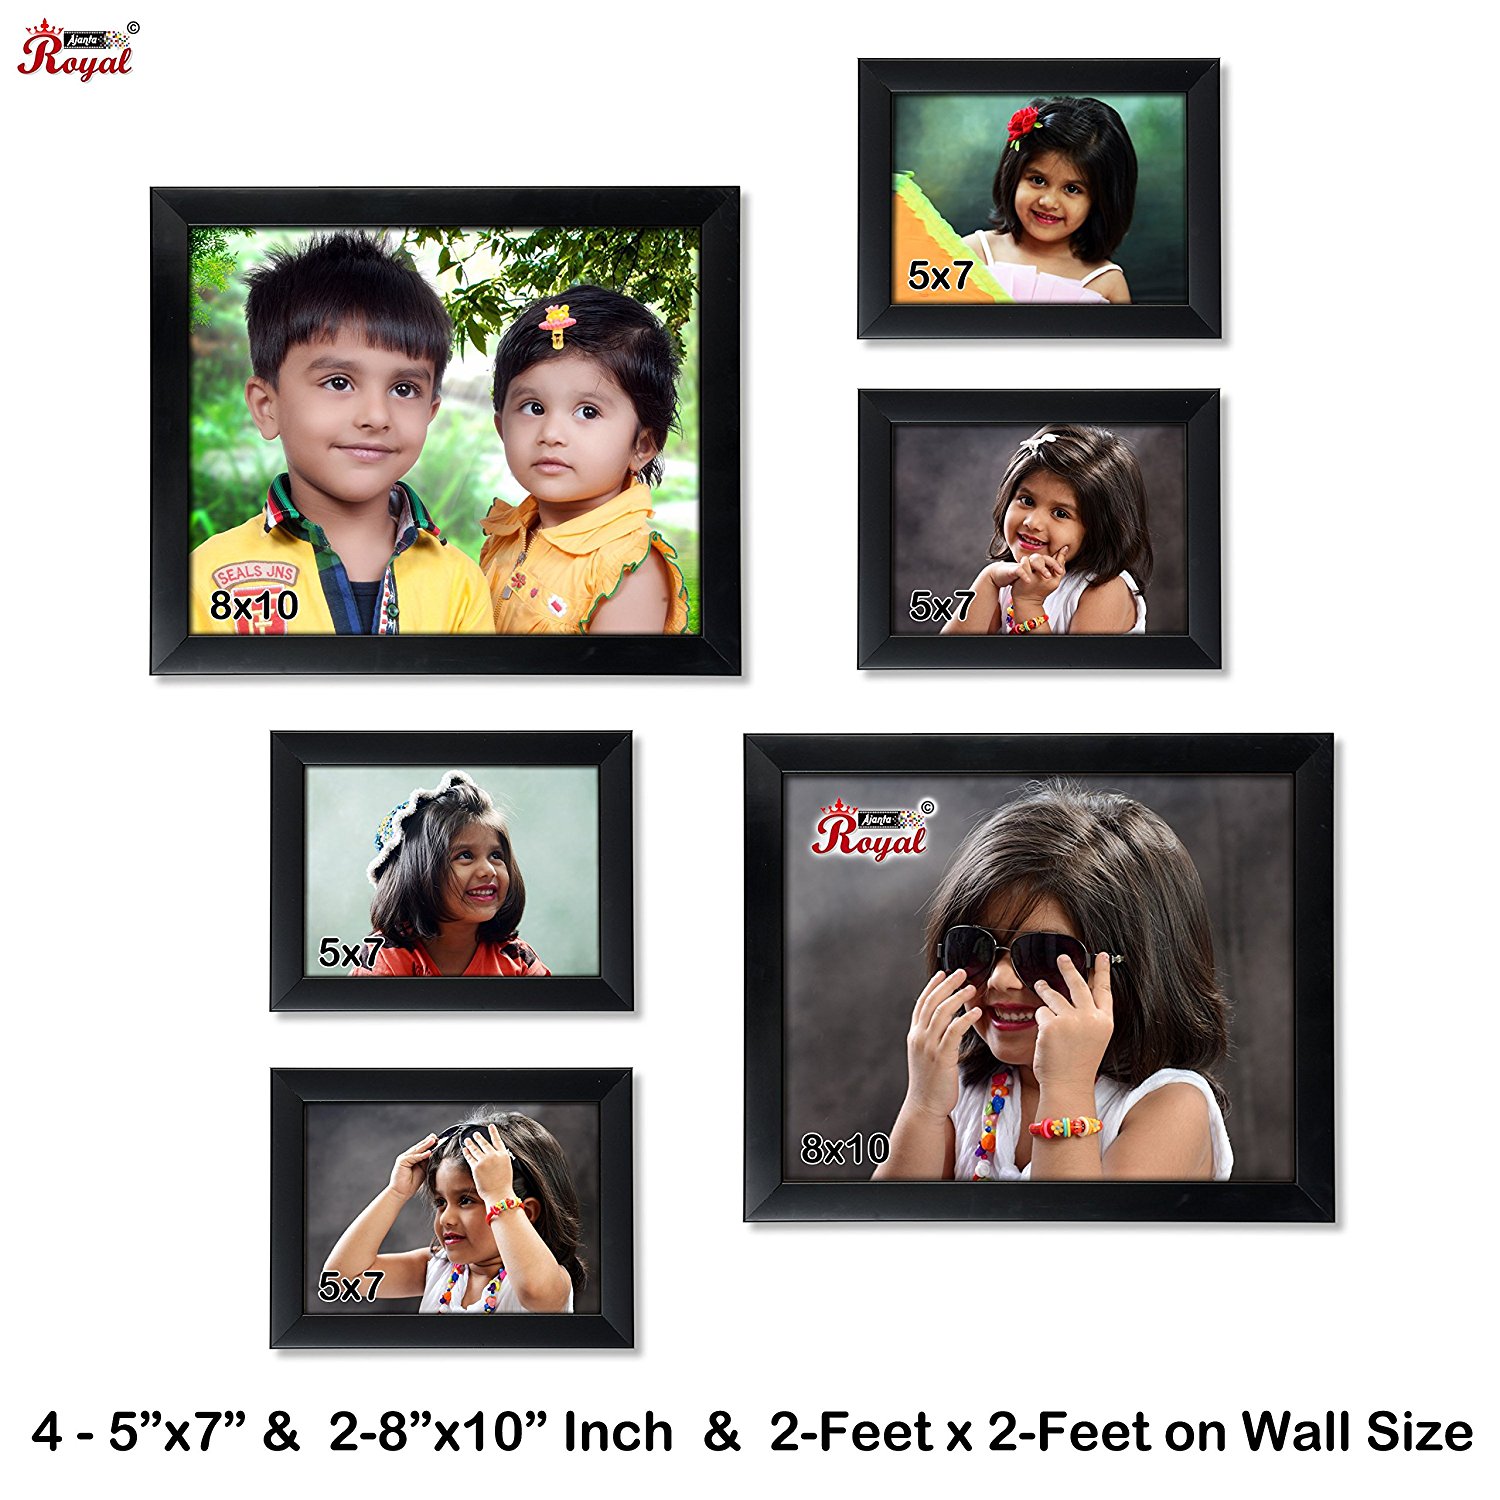 Ajanta ©
Royal
5x7
SEALS JNS
8x10
5x7
5x7
Ajanta ©
Royal
8x10
5x7
4 - 5”x7” & 2-8”x10” Inch & 2-Feet x 2-Feet on Wall Size